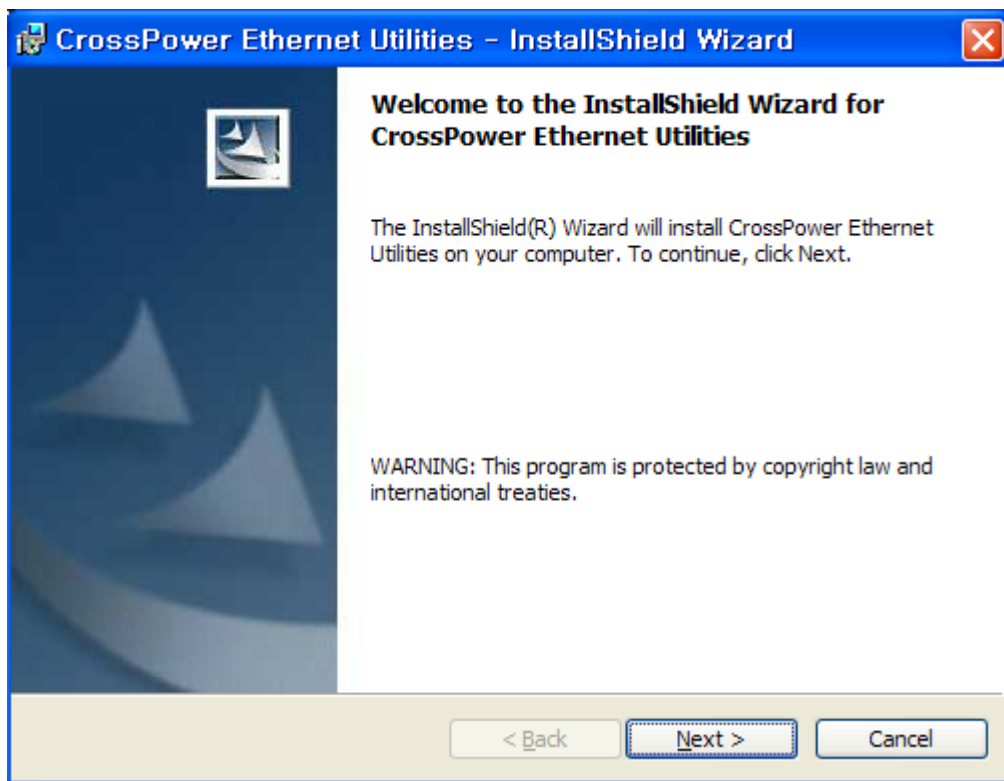 CrossPower Ethernet Utilities - InstallShield Wizard
Welcome to the InstallShield Wizard for
CrossPower Ethernet Utilities
The InstallShield(R) Wizard will install CrossPower Ethernet
Utilities on your computer. To continue, click Next.
WARNING: This program is protected by copyright law and
international treaties.
< Back
Next >
Cancel